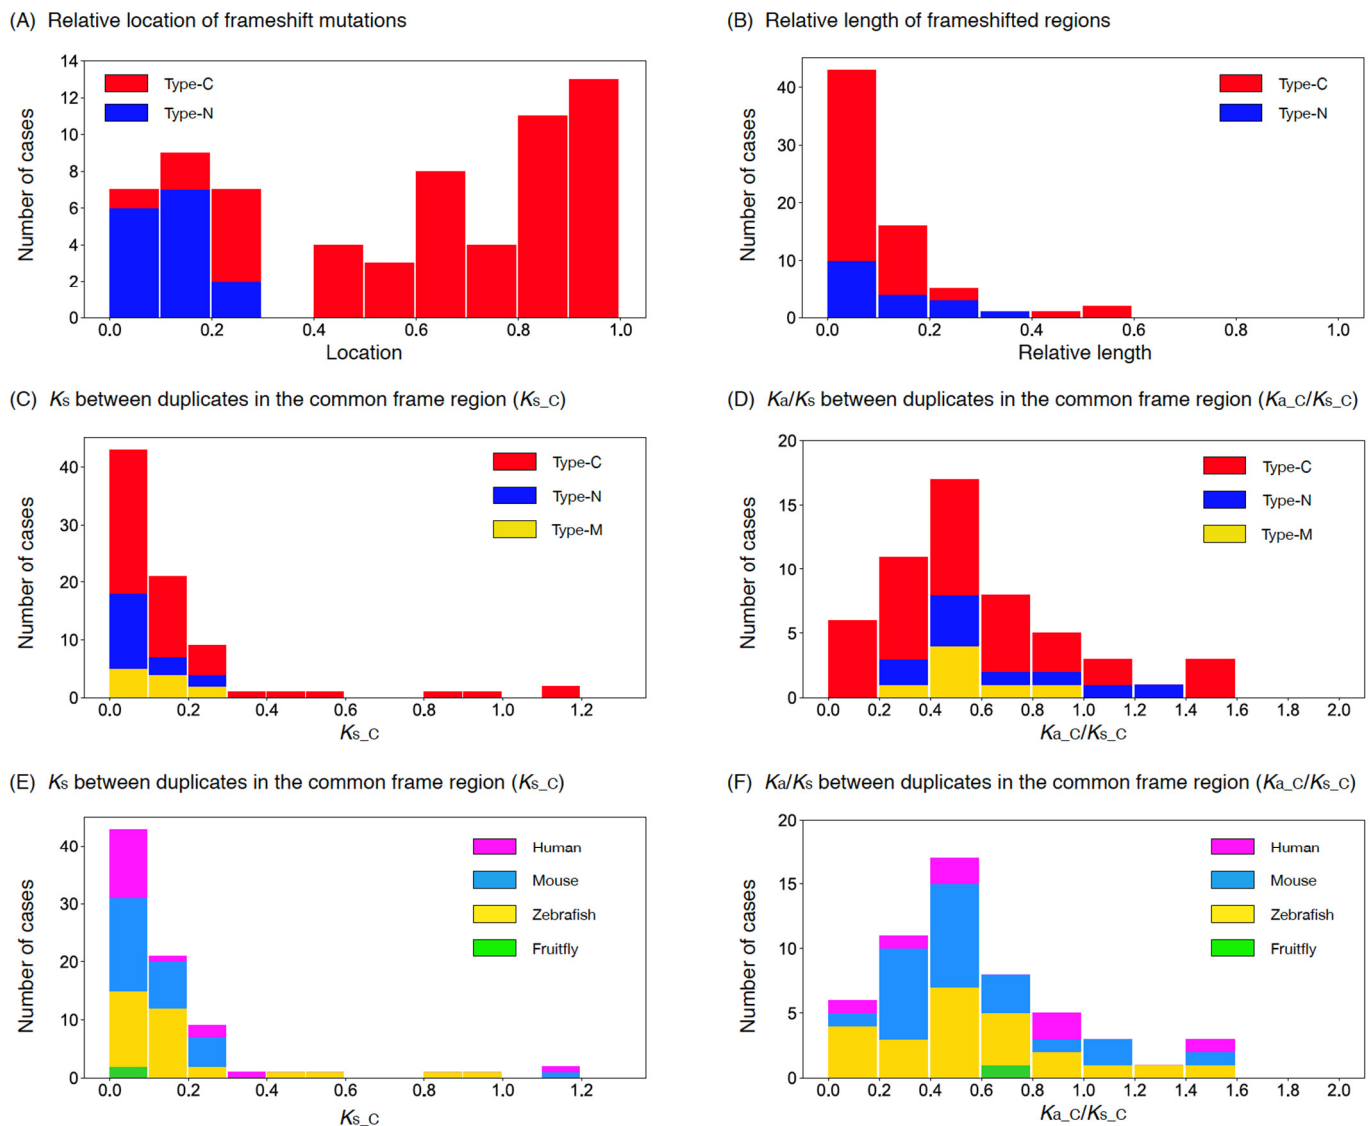 (A) Relative location of frameshift mutations
14
12
10
8
6
4
2
0
Number of cases
Type-C
Type-N
0.0 0.2 0.4 0.6 0.8 1.0
Location
(B) Relative length of frameshifted regions
40
30
20
10
0
Number of cases
Type-C
Type-N
0.0 0.2 0.4 0.6 0.8 1.0
Relative length
(C) Ks between duplicates in the common frame region (Ks_C)
40
30
20
10
0
Number of cases
Type-C
Type-N
Type-M
0.0 0.2 0.4 0.6 0.8 1.0 1.2
Ks_C
(D) Ka/Ks between duplicates in the common frame region (Ka_C/Ks_C)
20
15
10
5
0
Number of cases
Type-C
Type-N
Type-M
0.0 0.2 0.4 0.6 0.8 1.0 1.2 1.4 1.6 1.8 2.0
Ka_C/Ks_C
(E) Ks between duplicates in the common frame region (Ks_C)
40
30
20
10
0
Number of cases
Human
Mouse
Zebrafish
Fruitfly
0.0 0.2 0.4 0.6 0.8 1.0 1.2
Ks_C
(F) Ka/Ks between duplicates in the common frame region (Ka_C/Ks_C)
20
15
10
5
0
Number of cases
Human
Mouse
Zebrafish
Fruitfly
0.0 0.2 0.4 0.6 0.8 1.0 1.2 1.4 1.6 1.8 2.0
Ka_C/Ks_C